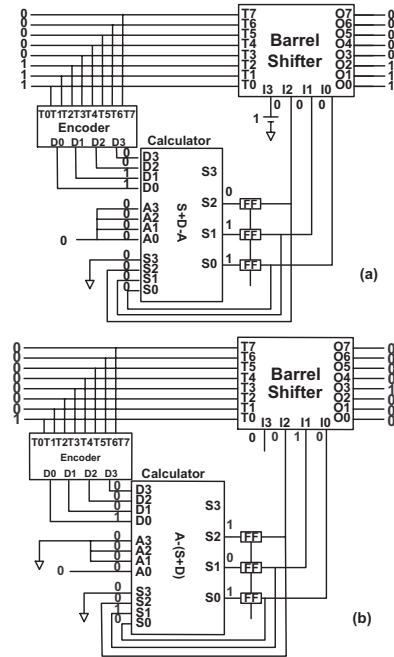 0 T7 O7 0
0 T6 O6 0
0 T5 Barrel O5 0
0 T4 Shifter O4 0
0 T3 O3 0
1 T2 O2 1
1 T1 O1 1
1 T0 I3 I2 I1 I0 O0 1
0 0 0
1
T0T1T2T3T4T5T6T7
Encoder
D0 D1 D2 D3
Calculator
0 D3
0 D2
1 D1
1 D0
S3
S2 0 FF
S1 1 FF
S0 1 FF
S+D-A
0 A3
0 A2
0 A1
0 A0
0 S3
0 S2
0 S1
0 S0
(a)
0 T7 O7 0
0 T6 O6 0
0 T5 Barrel O5 0
0 T4 Shifter O4 0
0 T3 O3 1
0 T2 O2 0
0 T1 O1 0
1 T0 I3 I2 I1 I0 O0 0
0 0 1 0
T0T1T2T3T4T5T6T7
Encoder
D0 D1 D2 D3
Calculator
0 D3
0 D2
0 D1
1 D0
S3
S2 1 FF
S1 0 FF
S0 1 FF
A-(S+D)
0 A3
0 A2
A1
0 A0
0 S3
0 S2
1 S1
0 S0
(b)